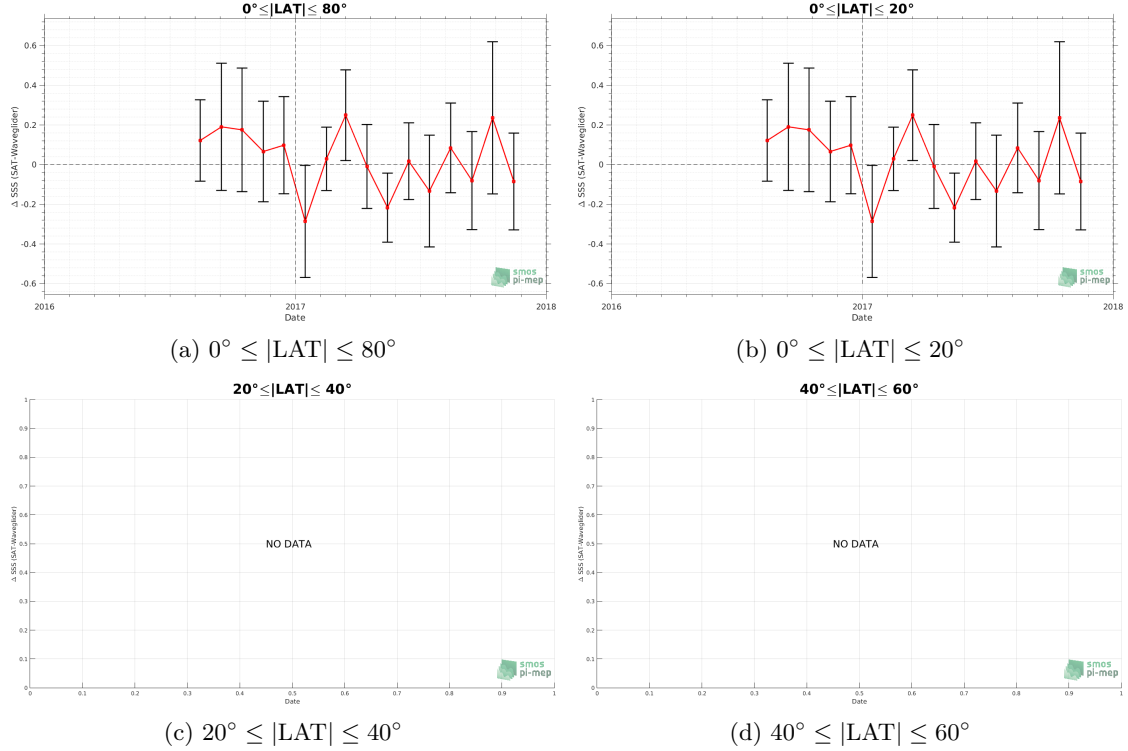 0°≤|LAT|≤ 80°
Δ SSS (SAT-Waveglider)
0.6
0.4
0.2
0
-0.2
-0.4
-0.6
2016
2017
2018
Date
smos
pi-mep
(a) 0° ≤ |LAT| ≤ 80°
0°≤|LAT|≤ 20°
Δ SSS (SAT-Waveglider)
0.6
0.4
0.2
0
-0.2
-0.4
-0.6
2016
2017
2018
Date
smos
pi-mep
(b) 0° ≤ |LAT| ≤ 20°
20°≤|LAT|≤ 40°
Δ SSS (SAT-Waveglider)
1
0.9
0.8
0.7
0.6
0.5
0.4
0.3
0.2
0.1
0
NO DATA
0
0.1
0.2
0.3
0.4
0.5
0.6
0.7
0.8
0.9
1
Date
smos
pi-mep
(c) 20° ≤ |LAT| ≤ 40°
40°≤|LAT|≤ 60°
Δ SSS (SAT-Waveglider)
1
0.9
0.8
0.7
0.6
0.5
0.4
0.3
0.2
0.1
0
NO DATA
0
0.1
0.2
0.3
0.4
0.5
0.6
0.7
0.8
0.9
1
Date
smos
pi-mep
(d) 40° ≤ |LAT| ≤ 60°